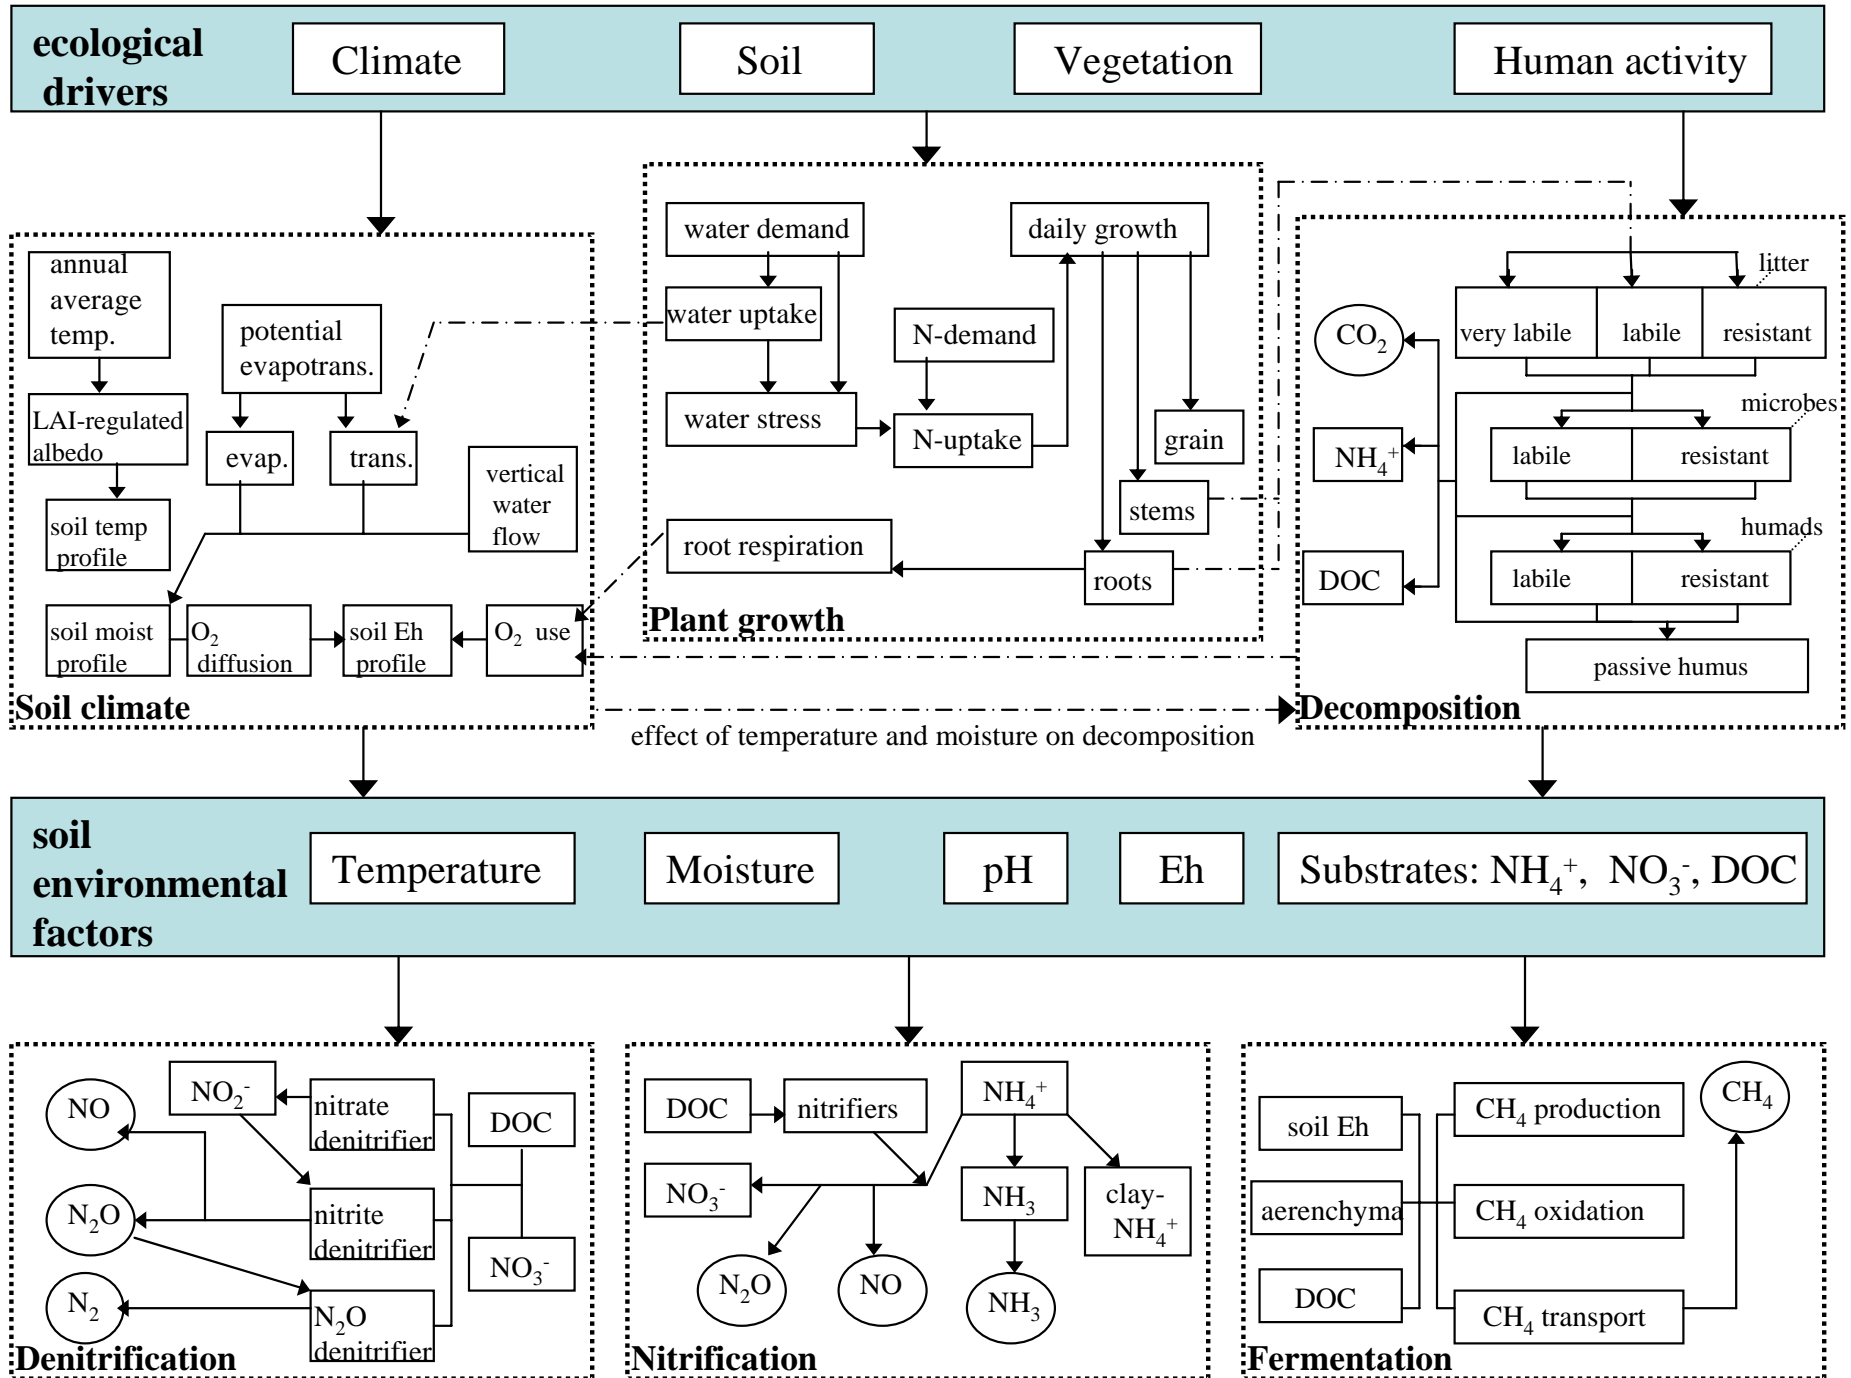 ecological
drivers
Climate
Soil
Vegetation
Human activity
annual
average
temp.
potential
evapotrans.
LAI-regulated
albedo
evap.
trans.
vertical
water
flow
soil temp
profile
soil moist
profile
O₂
diffusion
soil Eh
profile
O₂ use
Soil climate
water demand
daily growth
water uptake
N-demand
water stress
N-uptake
grain
stems
root respiration
roots
Plant growth
litter
very labile
labile
resistant
CO₂
microbes
labile
resistant
NH₄⁺
humads
labile
resistant
DOC
passive humus
Decomposition
effect of temperature and moisture on decomposition
soil
environmental
factors
Temperature
Moisture
pH
Eh
Substrates: NH₄⁺, NO₃⁻, DOC
NO
NO₂⁻
nitrate
denitrifier
DOC
N₂O
nitrite
denitrifier
NO₃⁻
N₂
N₂O
denitrifier
Denitrification
DOC
nitrifiers
NH₄⁺
NO₃⁻
NH₃
clay-
NH₄⁺
N₂O
NO
NH₃
Nitrification
soil Eh
CH₄ production
CH₄
aerenchyma
CH₄ oxidation
DOC
CH₄ transport
Fermentation